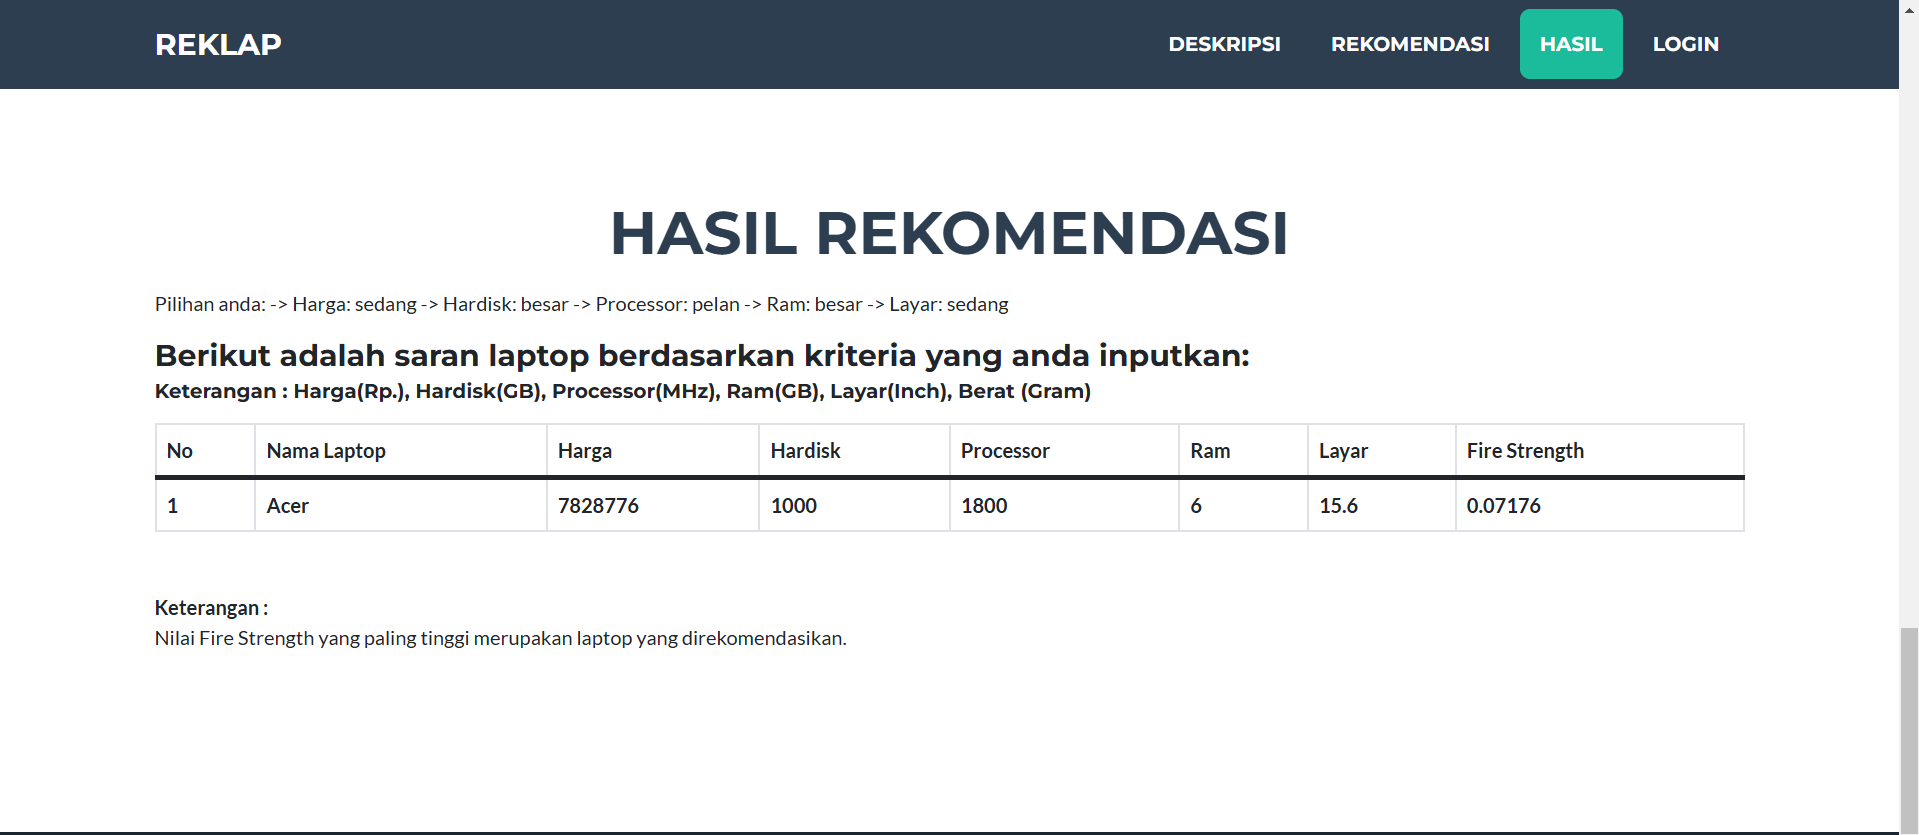 REKLAP DESKRIPSI REKOMENDASI HASIL LOGIN
HASIL REKOMENDASI
Pilihan anda: -> Harga: sedang -> Hardisk: besar -> Processor: pelan -> Ram: besar -> Layar: sedang
Berikut adalah saran laptop berdasarkan kriteria yang anda inputkan:
Keterangan : Harga(Rp.), Hardisk(GB), Processor(MHz), Ram(GB), Layar(Inch), Berat (Gram)
No Nama Laptop Harga Hardisk Processor Ram Layar Fire Strength
1 Acer 7828776 1000 1800 6 15.6 0.07176
Keterangan :
Nilai Fire Strength yang paling tinggi merupakan laptop yang direkomendasikan.